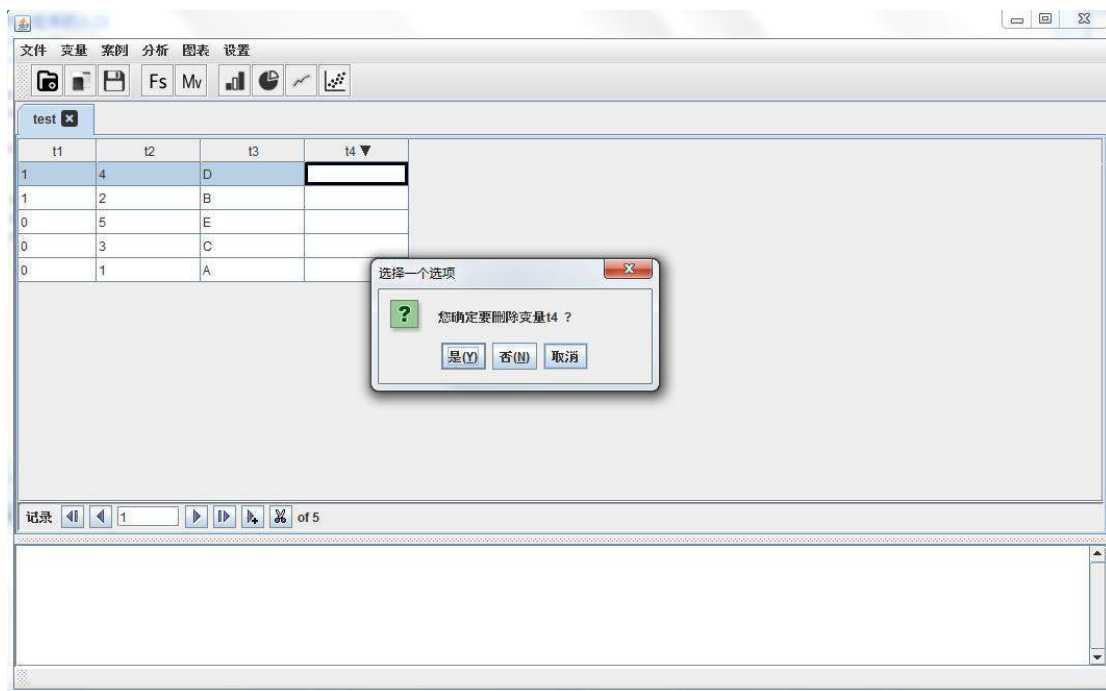 文件 变量 案例 分析 图表 设置
Fs Mv
test
t1 t2 t3 t4 ▼
1 4 D
1 2 B
0 5 E
0 3 C
0 1 A
选择一个选项
您确定要删除变量t4 ?
是(Y) 否(N) 取消
记录 1 of 5